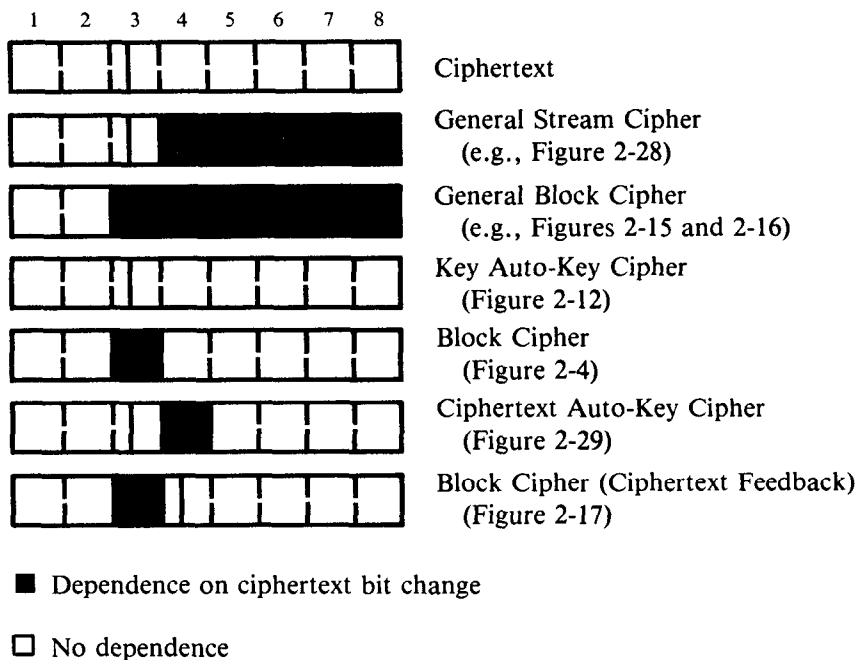 1 2 3 4 5 6 7 8
Ciphertext
General Stream Cipher
(e.g., Figure 2-28)
General Block Cipher
(e.g., Figures 2-15 and 2-16)
Key Auto-Key Cipher
(Figure 2-12)
Block Cipher
(Figure 2-4)
Ciphertext Auto-Key Cipher
(Figure 2-29)
Block Cipher (Ciphertext Feedback)
(Figure 2-17)
Dependence on ciphertext bit change
No dependence